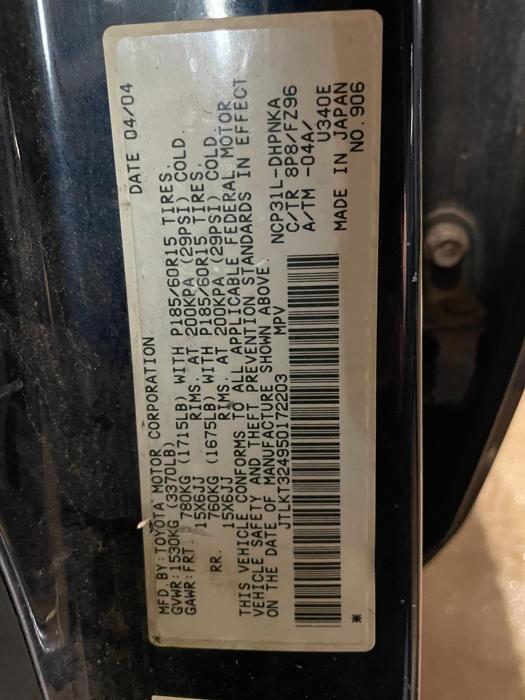 MFD.BY:TOYOTA MOTOR CORPORATION DATE 04/04
GVWR:1530KG (3370LB)
GAWR:FRT. 780KG (1715LB) WITH P185/60R15 TIRES.
15X6JJ RIMS. AT 200KPA (29PSI) COLD.
RR. 760KG (1675LB) WITH P185/60R15 TIRES.
15X6JJ RIMS. AT 200KPA (29PSI) COLD.
THIS VEHICLE CONFORMS TO ALL APPLICABLE FEDERAL MOTOR
VEHICLE SAFETY AND THEFT PREVENTION STANDARDS IN EFFECT
ON THE DATE OF MANUFACTURE SHOWN ABOVE.
JTLKT324950172203 MPV
NCP31L-DHPNKA
C/TR 8P8/FZ96
A/TM -04A/
U340E
MADE IN JAPAN
NO.906
*